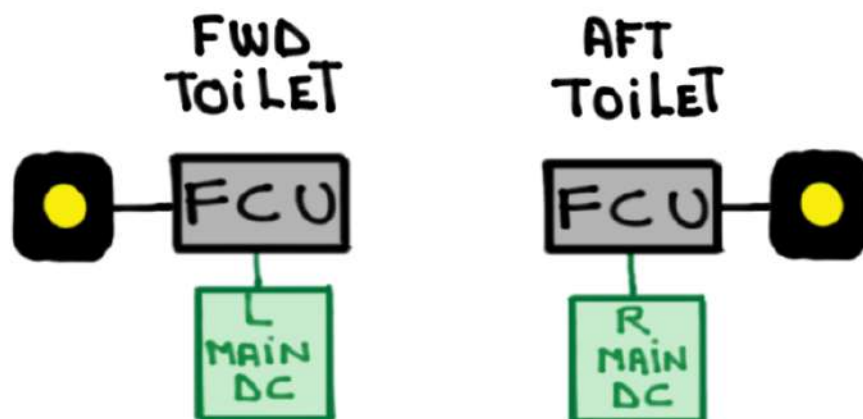 FWD
TOiLET
FCU
L
MAiN
DC
AFT
TOiLET
FCU
R
MAiN
DC